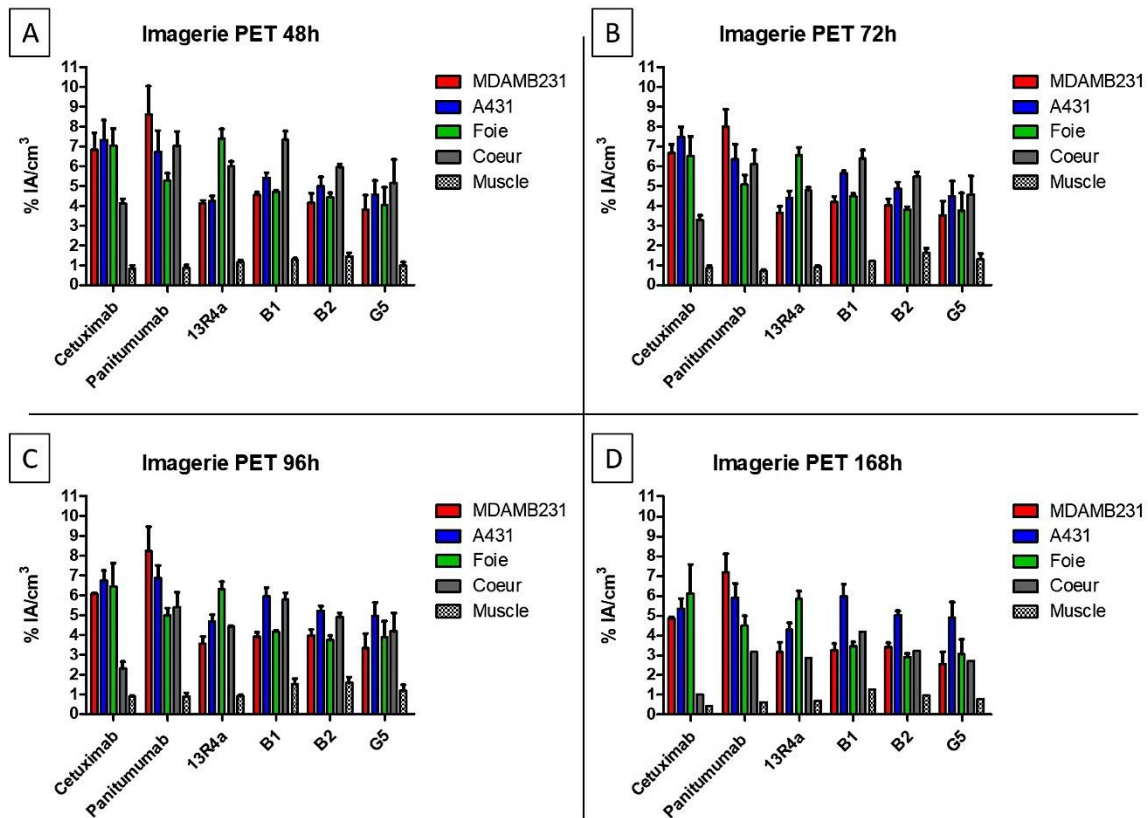 A
Imagerie PET 48h
11
10
9
8
7
6
5
4
3
2
1
0
% IA/cm³
Cetuximab
Panitumumab
13R4a
B1
B2
G5
MDAMB231
A431
Foie
Coeur
Muscle
B
Imagerie PET 72h
11
10
9
8
7
6
5
4
3
2
1
0
% IA/cm³
Cetuximab
Panitumumab
13R4a
B1
B2
G5
MDAMB231
A431
Foie
Coeur
Muscle
C
Imagerie PET 96h
11
10
9
8
7
6
5
4
3
2
1
0
% IA/cm³
Cetuximab
Panitumumab
13R4a
B1
B2
G5
MDAMB231
A431
Foie
Coeur
Muscle
D
Imagerie PET 168h
11
10
9
8
7
6
5
4
3
2
1
0
% IA/cm³
Cetuximab
Panitumumab
13R4a
B1
B2
G5
MDAMB231
A431
Foie
Coeur
Muscle